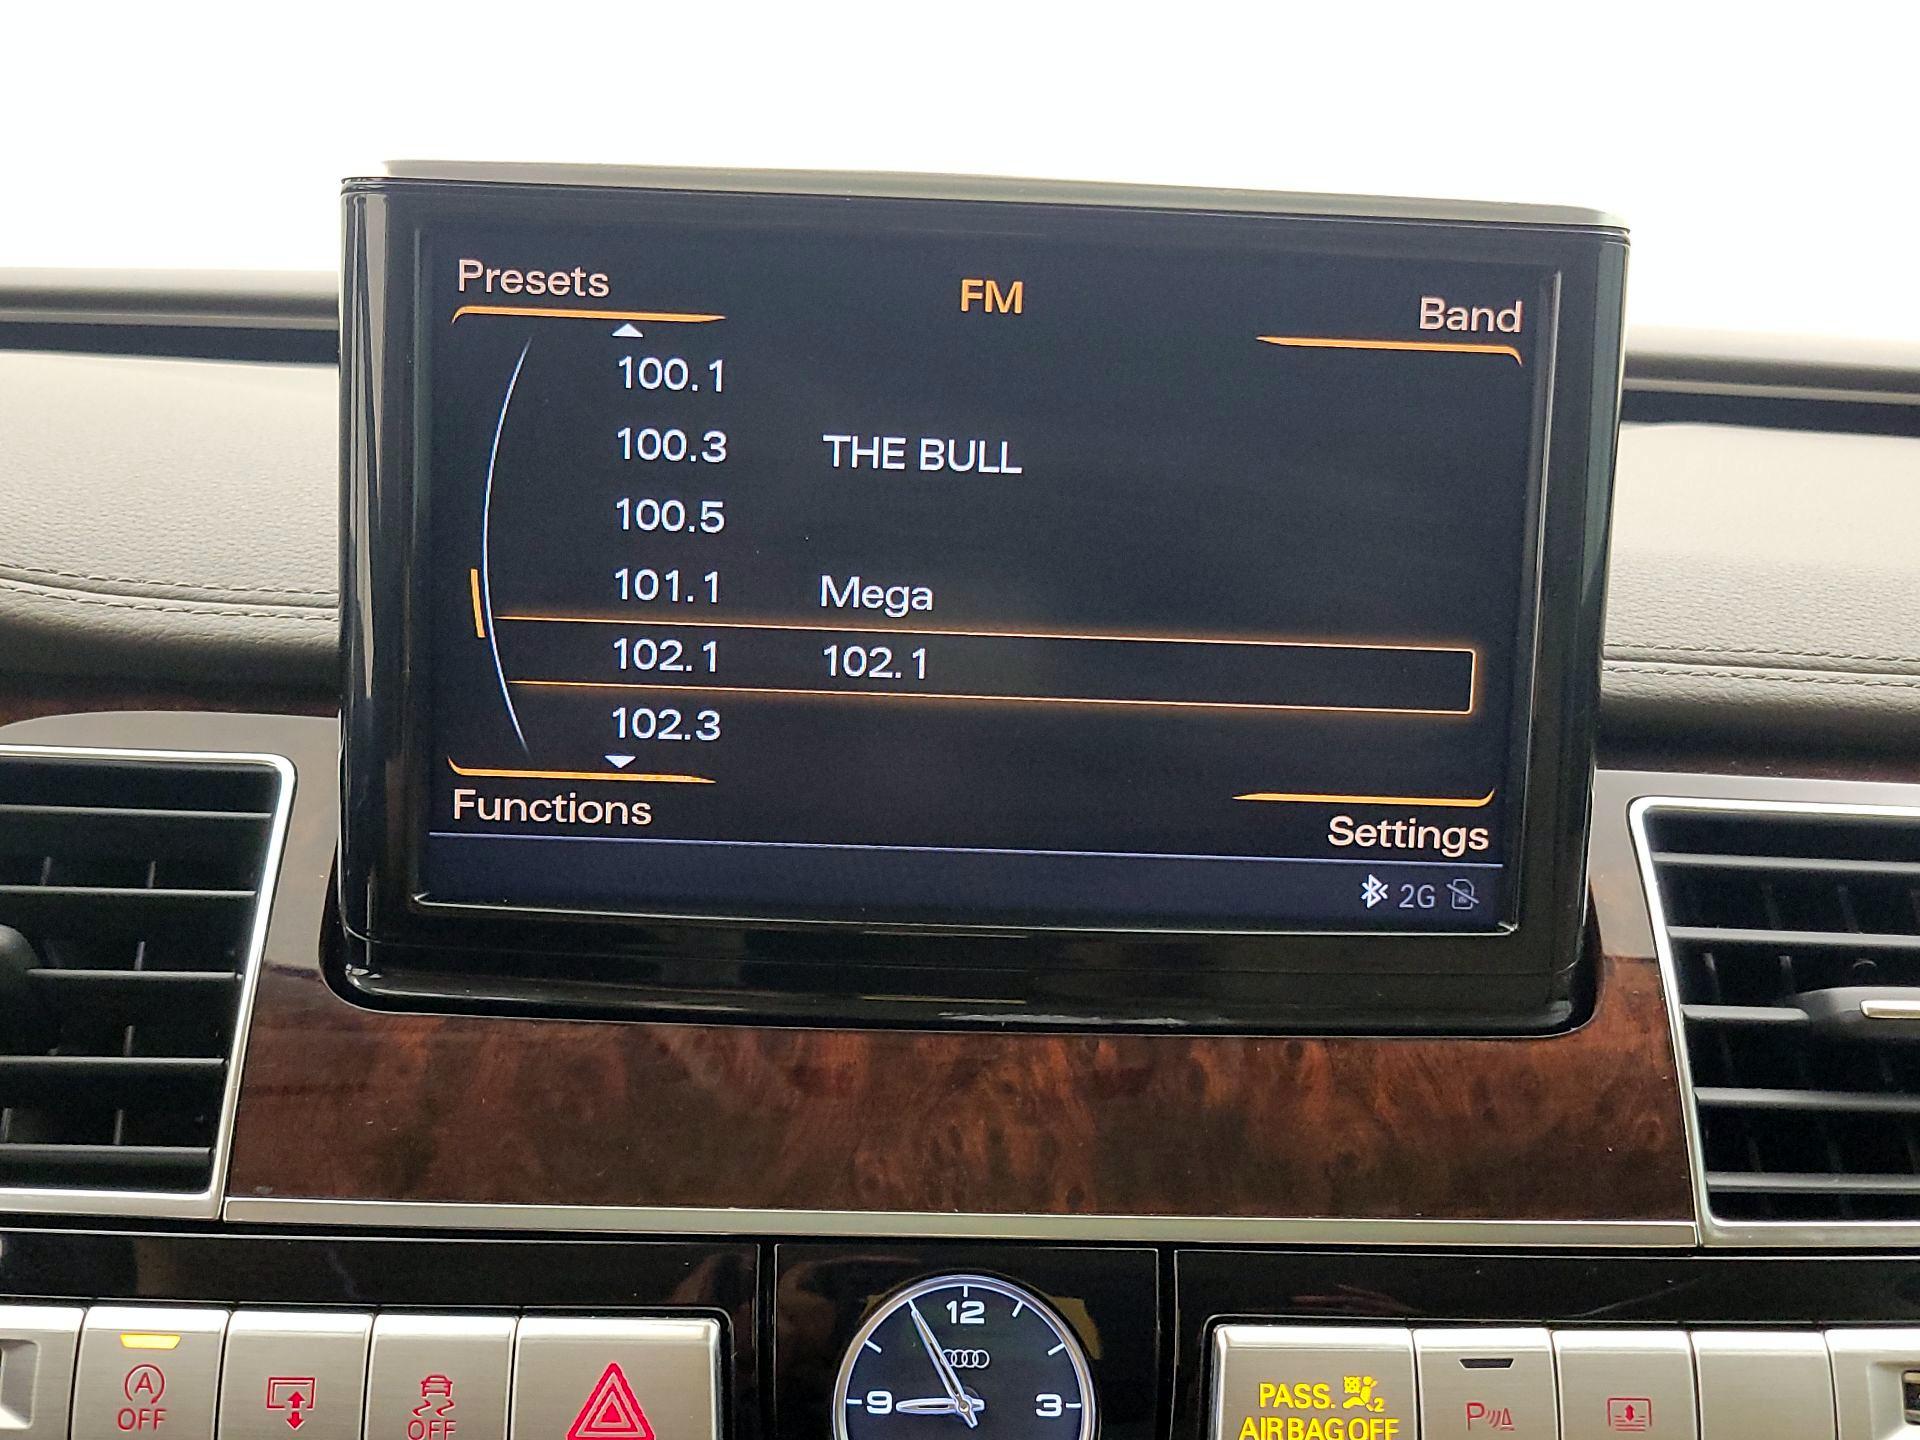 Presets
FM
Band
100.1
100.3 THE BULL
100.5
101.1 Mega
102.1 102.1
102.3
Functions
Settings
2G
12
9
3
A
OFF
OFF
PASS.
2
AIRBAG OFF
P